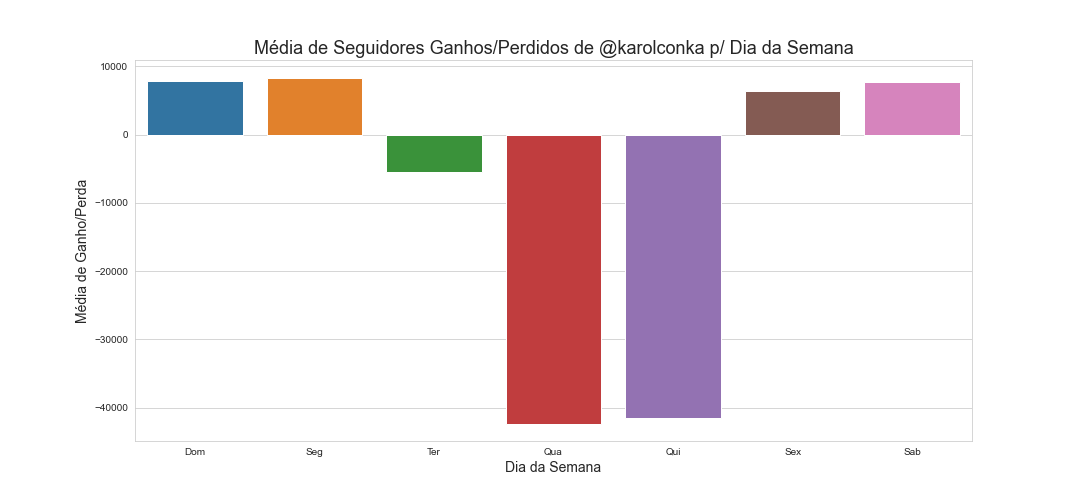 Média de Seguidores Ganhos/Perdidos de @karolconka p/ Dia da Semana
10000
0
−10000
−20000
−30000
−40000
Média de Ganho/Perda
Dom Seg Ter Qua Qui Sex Sab
Dia da Semana